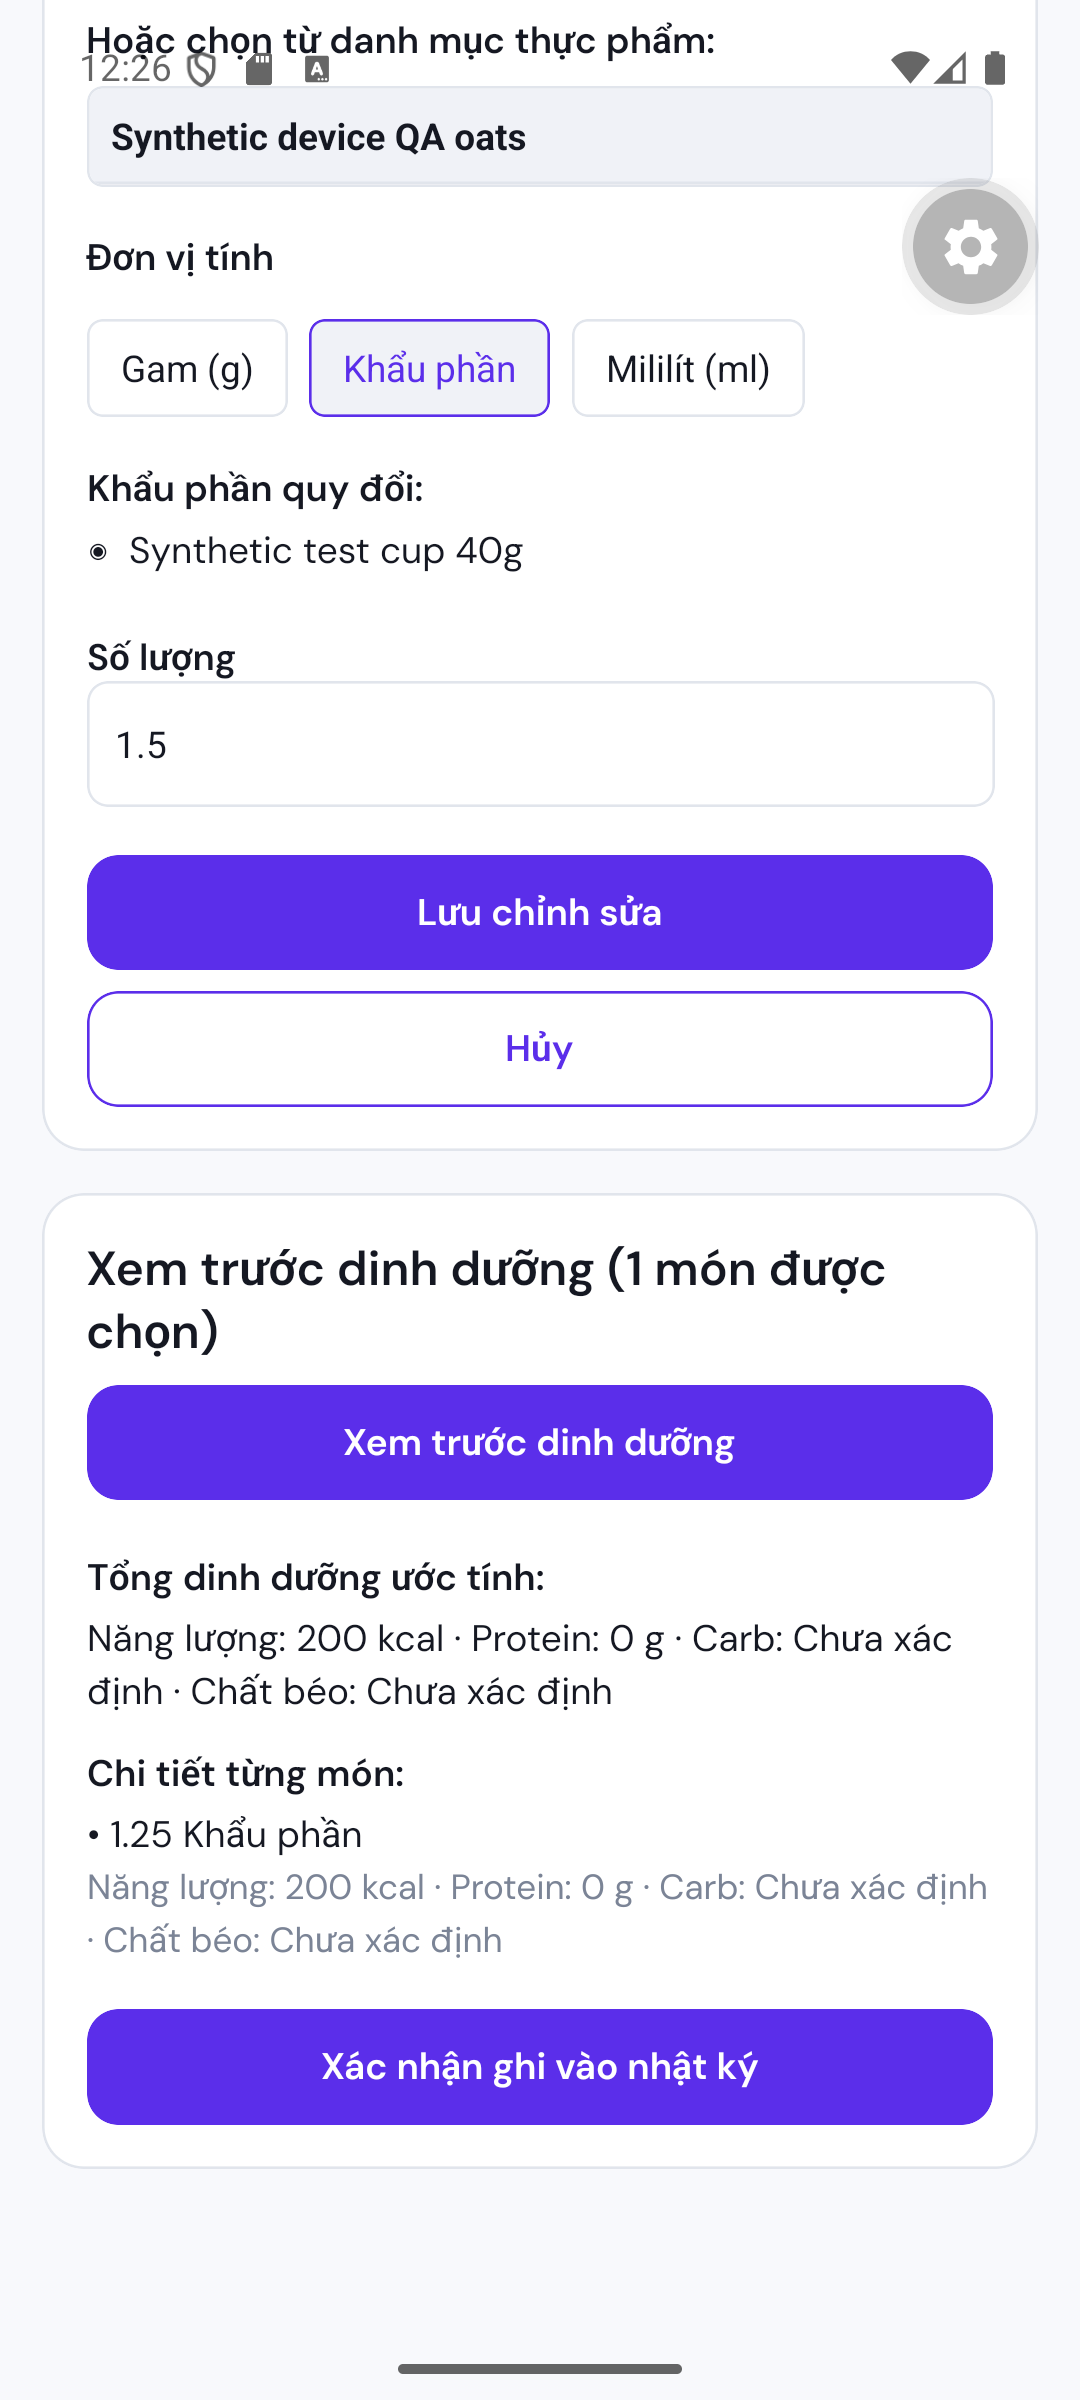 Hoặc chọn từ danh mục thực phẩm:
12:26
A
Synthetic device QA oats
Đơn vị tính
Gam (g)
Khẩu phần
Mililít (ml)
Khẩu phần quy đổi:
Synthetic test cup 40g
Số lượng
1.5
Lưu chỉnh sửa
Hủy
Xem trước dinh dưỡng (1 món được
chọn)
Xem trước dinh dưỡng
Tổng dinh dưỡng ước tính:
Năng lượng: 200 kcal · Protein: 0 g · Carb: Chưa xác
định · Chất béo: Chưa xác định
Chi tiết từng món:
• 1.25 Khẩu phần
Năng lượng: 200 kcal · Protein: 0 g · Carb: Chưa xác định
· Chất béo: Chưa xác định
Xác nhận ghi vào nhật ký